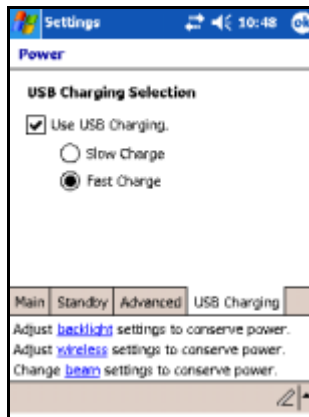 Settings 10:48 ok
Power
USB Charging Selection
Use USB Charging.
Slow Charge
Fast Charge
Main Standby Advanced USB Charging
Adjust backlight settings to conserve power.
Adjust wireless settings to conserve power.
Change beam settings to conserve power.